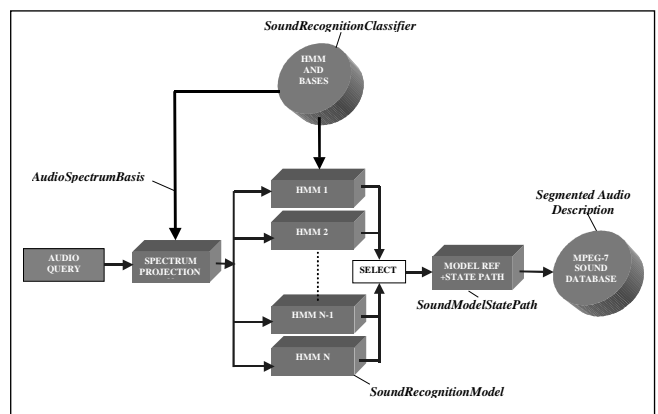 SoundRecognitionClassifier
HMM
AND
BASES
AudioSpectrumBasis
HMM 1
Segmented Audio
Description
HMM 2
AUDIO
QUERY
SPECTRUM
PROJECTION
SELECT
MODEL REF
+STATE PATH
MPEG-7
SOUND
DATABASE
SoundModelStatePath
HMM N-1
HMM N
SoundRecognitionModel